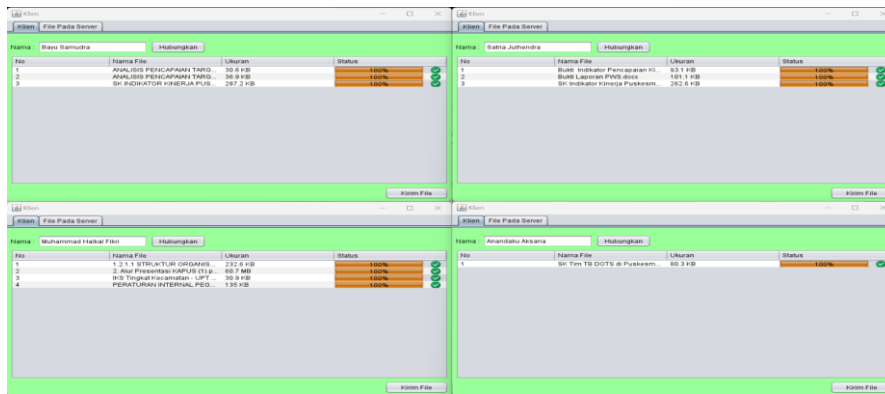 Klien
Klien File Pada Server
Nama : Bayu Samudra Hubungkan
No Nama File Ukuran Status
1 ANALISIS PENCAPAIAN TARG... 36.6 KB 100%
2 ANALISIS PENCAPAIAN TARG... 36.9 KB 100%
3 SK INDIKATOR KINERJA PUS... 287.2 KB 100%
Kirim File
Klien
Klien File Pada Server
Nama : Satria Julhendra Hubungkan
No Nama File Ukuran Status
1 Bukti Indikator Pencapaian Ki... 93.1 KB 100%
2 Bukti Laporan PWS.docx 101.1 KB 100%
3 SK Indikator Kinerja Puskesm... 262.6 KB 100%
Kirim File
Klien
Klien File Pada Server
Nama : Muhammad Haikal Fikri Hubungkan
No Nama File Ukuran Status
1 1.2.1.1 STRUKTUR ORGANIS... 232.6 KB 100%
2 2. Alur Presentasi KAPUS (1).p... 60.7 MB 100%
3 IKS Tingkat Kecamatan - UPT ... 30.9 KB 100%
4 PERATURAN INTERNAL PEG... 135 KB 100%
Kirim File
Klien
Klien File Pada Server
Nama : Anandaku Aksana Hubungkan
No Nama File Ukuran Status
1 SK Tim TB DOTS di Puskesm... 80.3 KB 100%
Kirim File